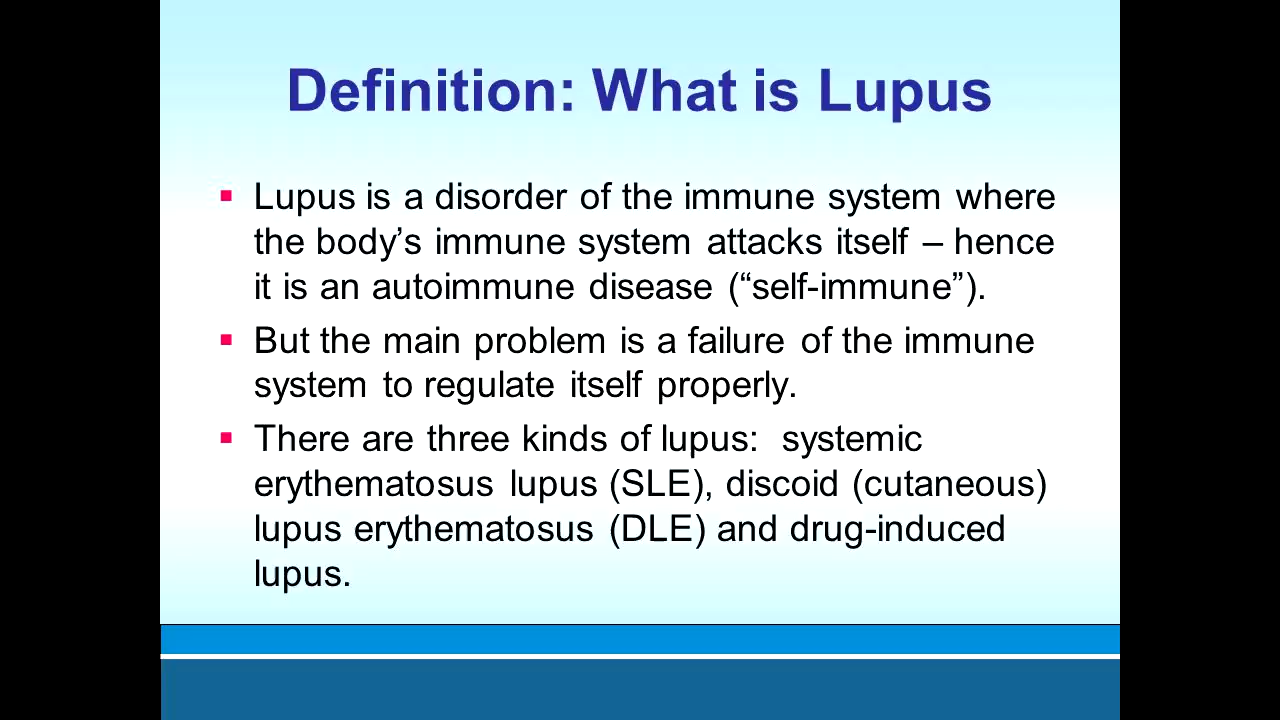 Definition: What is Lupus
▪ Lupus is a disorder of the immune system where
the body’s immune system attacks itself – hence
it is an autoimmune disease (“self-immune”).
▪ But the main problem is a failure of the immune
system to regulate itself properly.
▪ There are three kinds of lupus:  systemic
erythematosus lupus (SLE), discoid (cutaneous)
lupus erythematosus (DLE) and drug-induced
lupus.